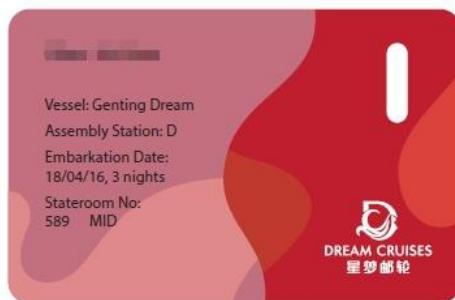 Vessel: Genting Dream
Assembly Station: D
Embarkation Date:
18/04/16, 3 nights
Stateroom No:
589 MID
DREAM CRUISES
星梦邮轮